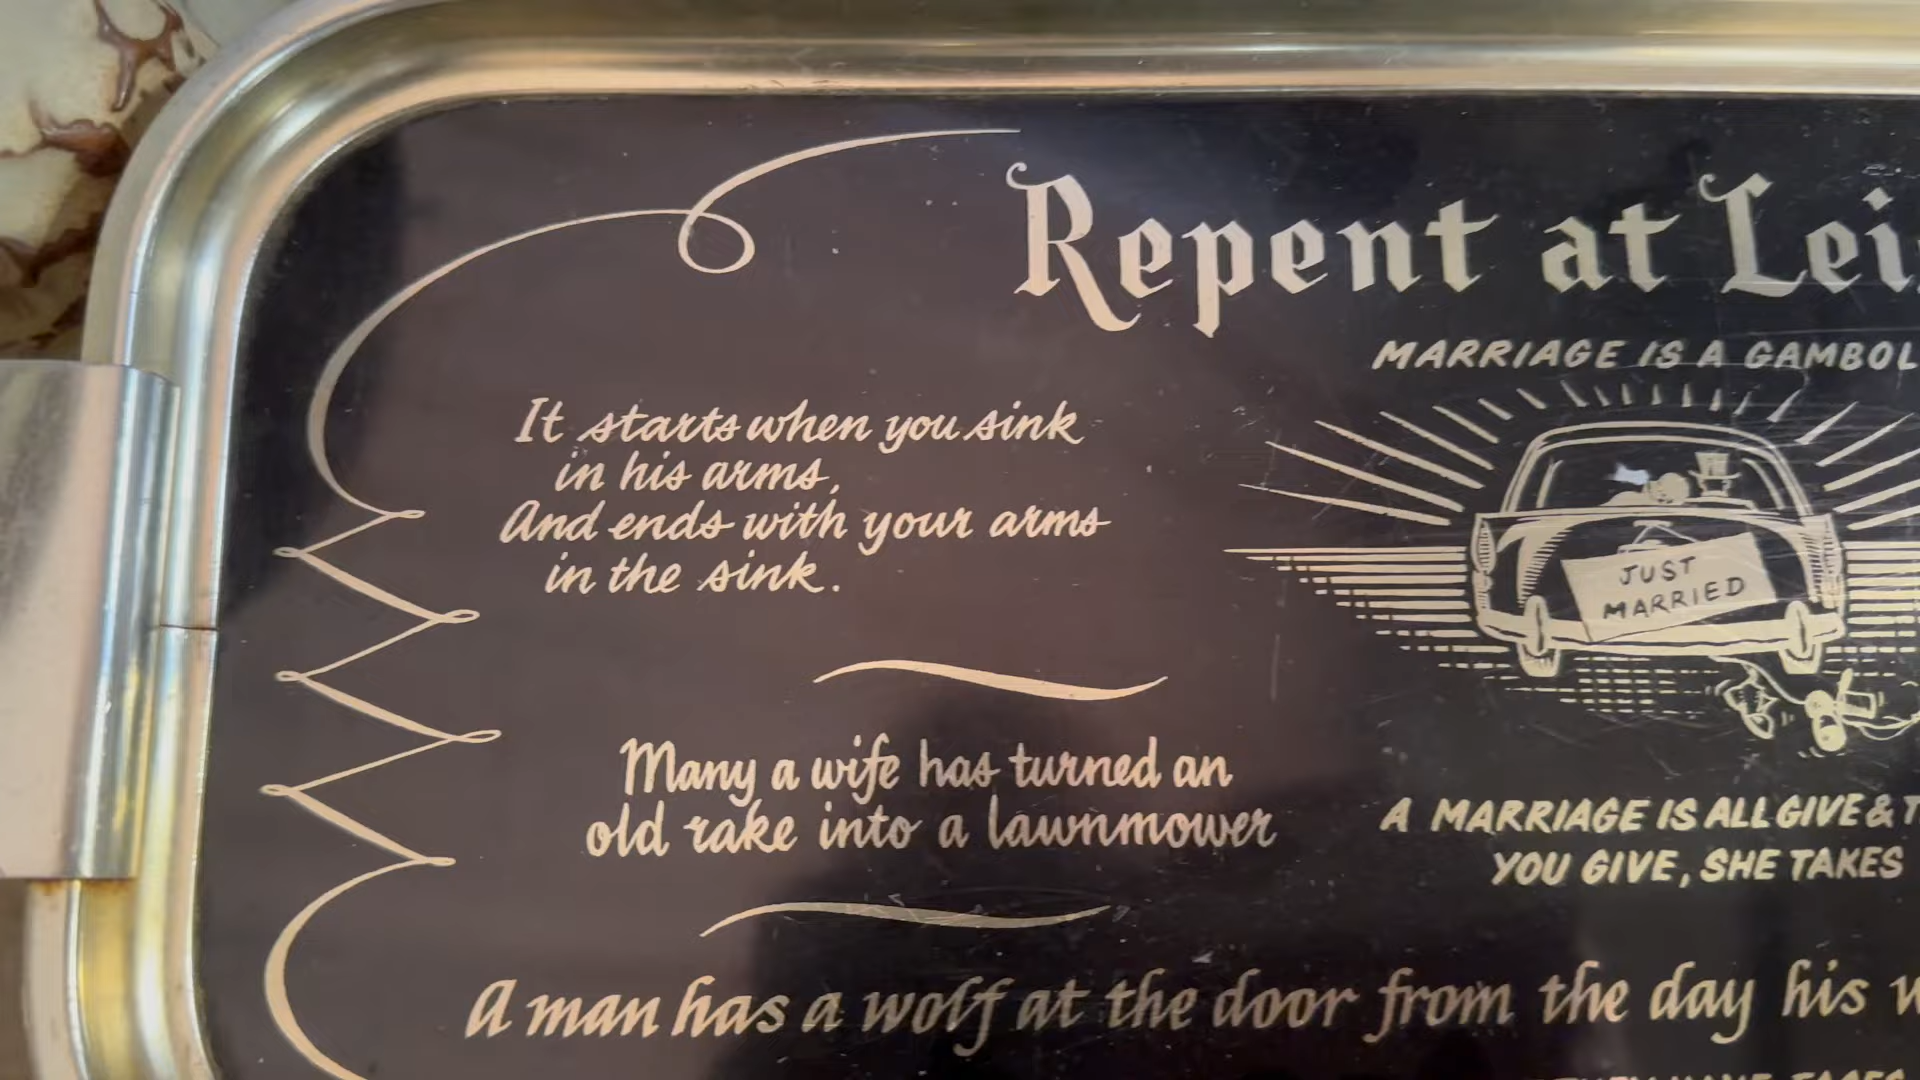 Repent at Lei
MARRIAGE IS A GAMBOL
It starts when you sink
in his arms,
And ends with your arms
in the sink.
JUST
MARRIED
Many a wife has turned an
old rake into a lawnmower
A MARRIAGE IS ALL GIVE & T
YOU GIVE, SHE TAKES
A man has a wolf at the door from the day his w